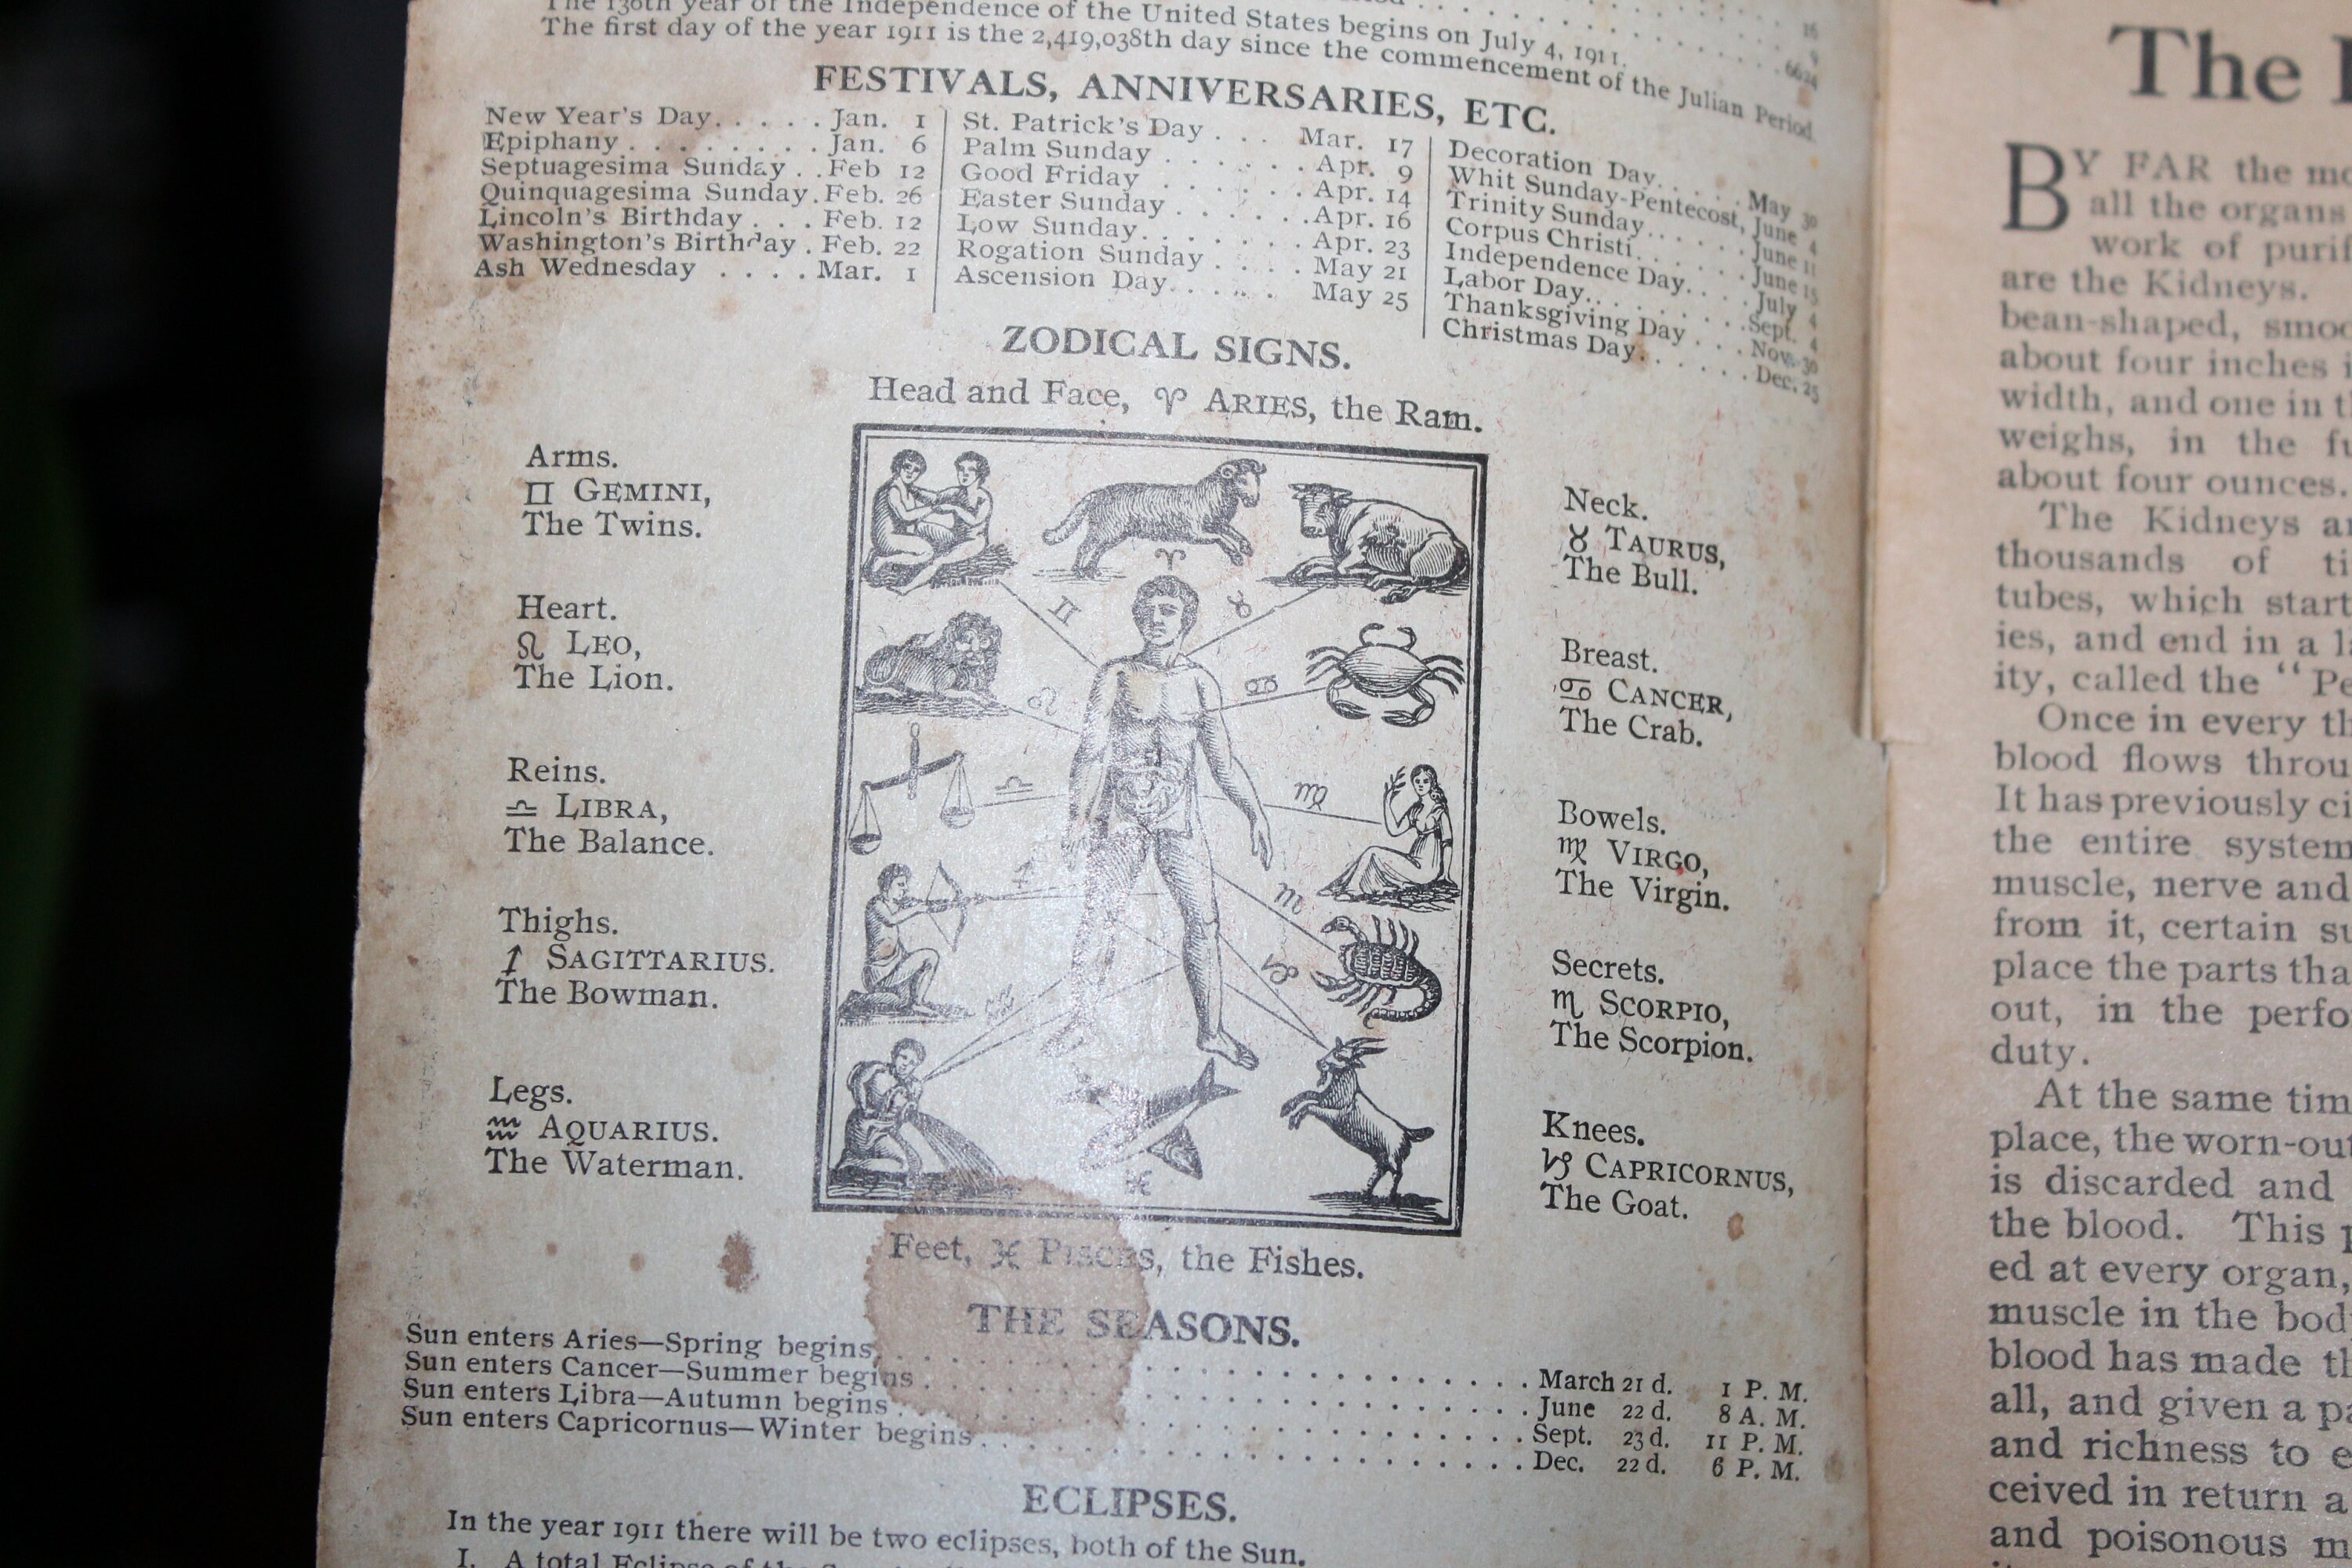 The 136th year of the Independence of the United States begins on July 4, 1911.
The first day of the year 1911 is the 2,419,038th day since the commencement of the Julian Period.
16
9
6624
FESTIVALS, ANNIVERSARIES, ETC.
New Year's Day. . . . . Jan. 1
Epiphany . . . . . . . . Jan. 6
Septuagesima Sunday . . Feb 12
Quinquagesima Sunday. Feb. 26
Lincoln's Birthday . . . Feb. 12
Washington's Birthday . Feb. 22
Ash Wednesday . . . . Mar. 1
St. Patrick's Day . . . Mar. 17
Palm Sunday . . . . . . Apr. 9
Good Friday . . . . . . Apr. 14
Easter Sunday . . . . . . Apr. 16
Low Sunday. . . . . . . Apr. 23
Rogation Sunday . . . . May 21
Ascension Day. . . . . . May 25
Decoration Day. . . . . May 30
Whit Sunday-Pentecost, June 4
Trinity Sunday. . . . . . June 11
Corpus Christi. . . . . . June 15
Independence Day. . . . July 4
Labor Day. . . . . . . . Sept. 4
Thanksgiving Day . . . Nov. 30
Christmas Day. . . . . . Dec. 25
ZODICAL SIGNS.
Head and Face, ♈ ARIES, the Ram.
Arms.
♊ GEMINI,
The Twins.
Heart.
♌ LEO,
The Lion.
Reins.
♎ LIBRA,
The Balance.
Thighs.
♐ SAGITTARIUS.
The Bowman.
Legs.
♒ AQUARIUS.
The Waterman.
♈
♊
♉
♌
♋
♎
♍
♐
♏
♑
♒
♓
Neck.
♉ TAURUS,
The Bull.
Breast.
♋ CANCER,
The Crab.
Bowels.
♍ VIRGO,
The Virgin.
Secrets.
♏ SCORPIO,
The Scorpion.
Knees.
♑ CAPRICORNUS,
The Goat.
Feet, ♓ PISCES, the Fishes.
THE SEASONS.
Sun enters Aries—Spring begins. . . . . . . . . . . . March 21 d. 1 P. M.
Sun enters Cancer—Summer begins . . . . . . . . . . . June 22 d. 8 A. M.
Sun enters Libra—Autumn begins . . . . . . . . . . . Sept. 23 d. 11 P. M.
Sun enters Capricornus—Winter begins. . . . . . . . . . . Dec. 22 d. 6 P. M.
ECLIPSES.
In the year 1911 there will be two eclipses, both of the Sun.
I. A total Eclipse of the
The
BY FAR the
all the organs
work of
are the Kidneys.
bean-shaped,
about four inches
width, and one in
weighs, in the
about four ounces.
The Kidneys
thousands of
tubes, which start
ies, and end in a
ity, called the "
Once in every
blood flows
It has previously
the entire system
muscle, nerve and
from it, certain
place the parts
out, in the
duty.
At the same
place, the
is discarded and
the blood. This
ed at every organ,
muscle in the
blood has made
all, and given a
and richness to
ceived in return a
and poisonous